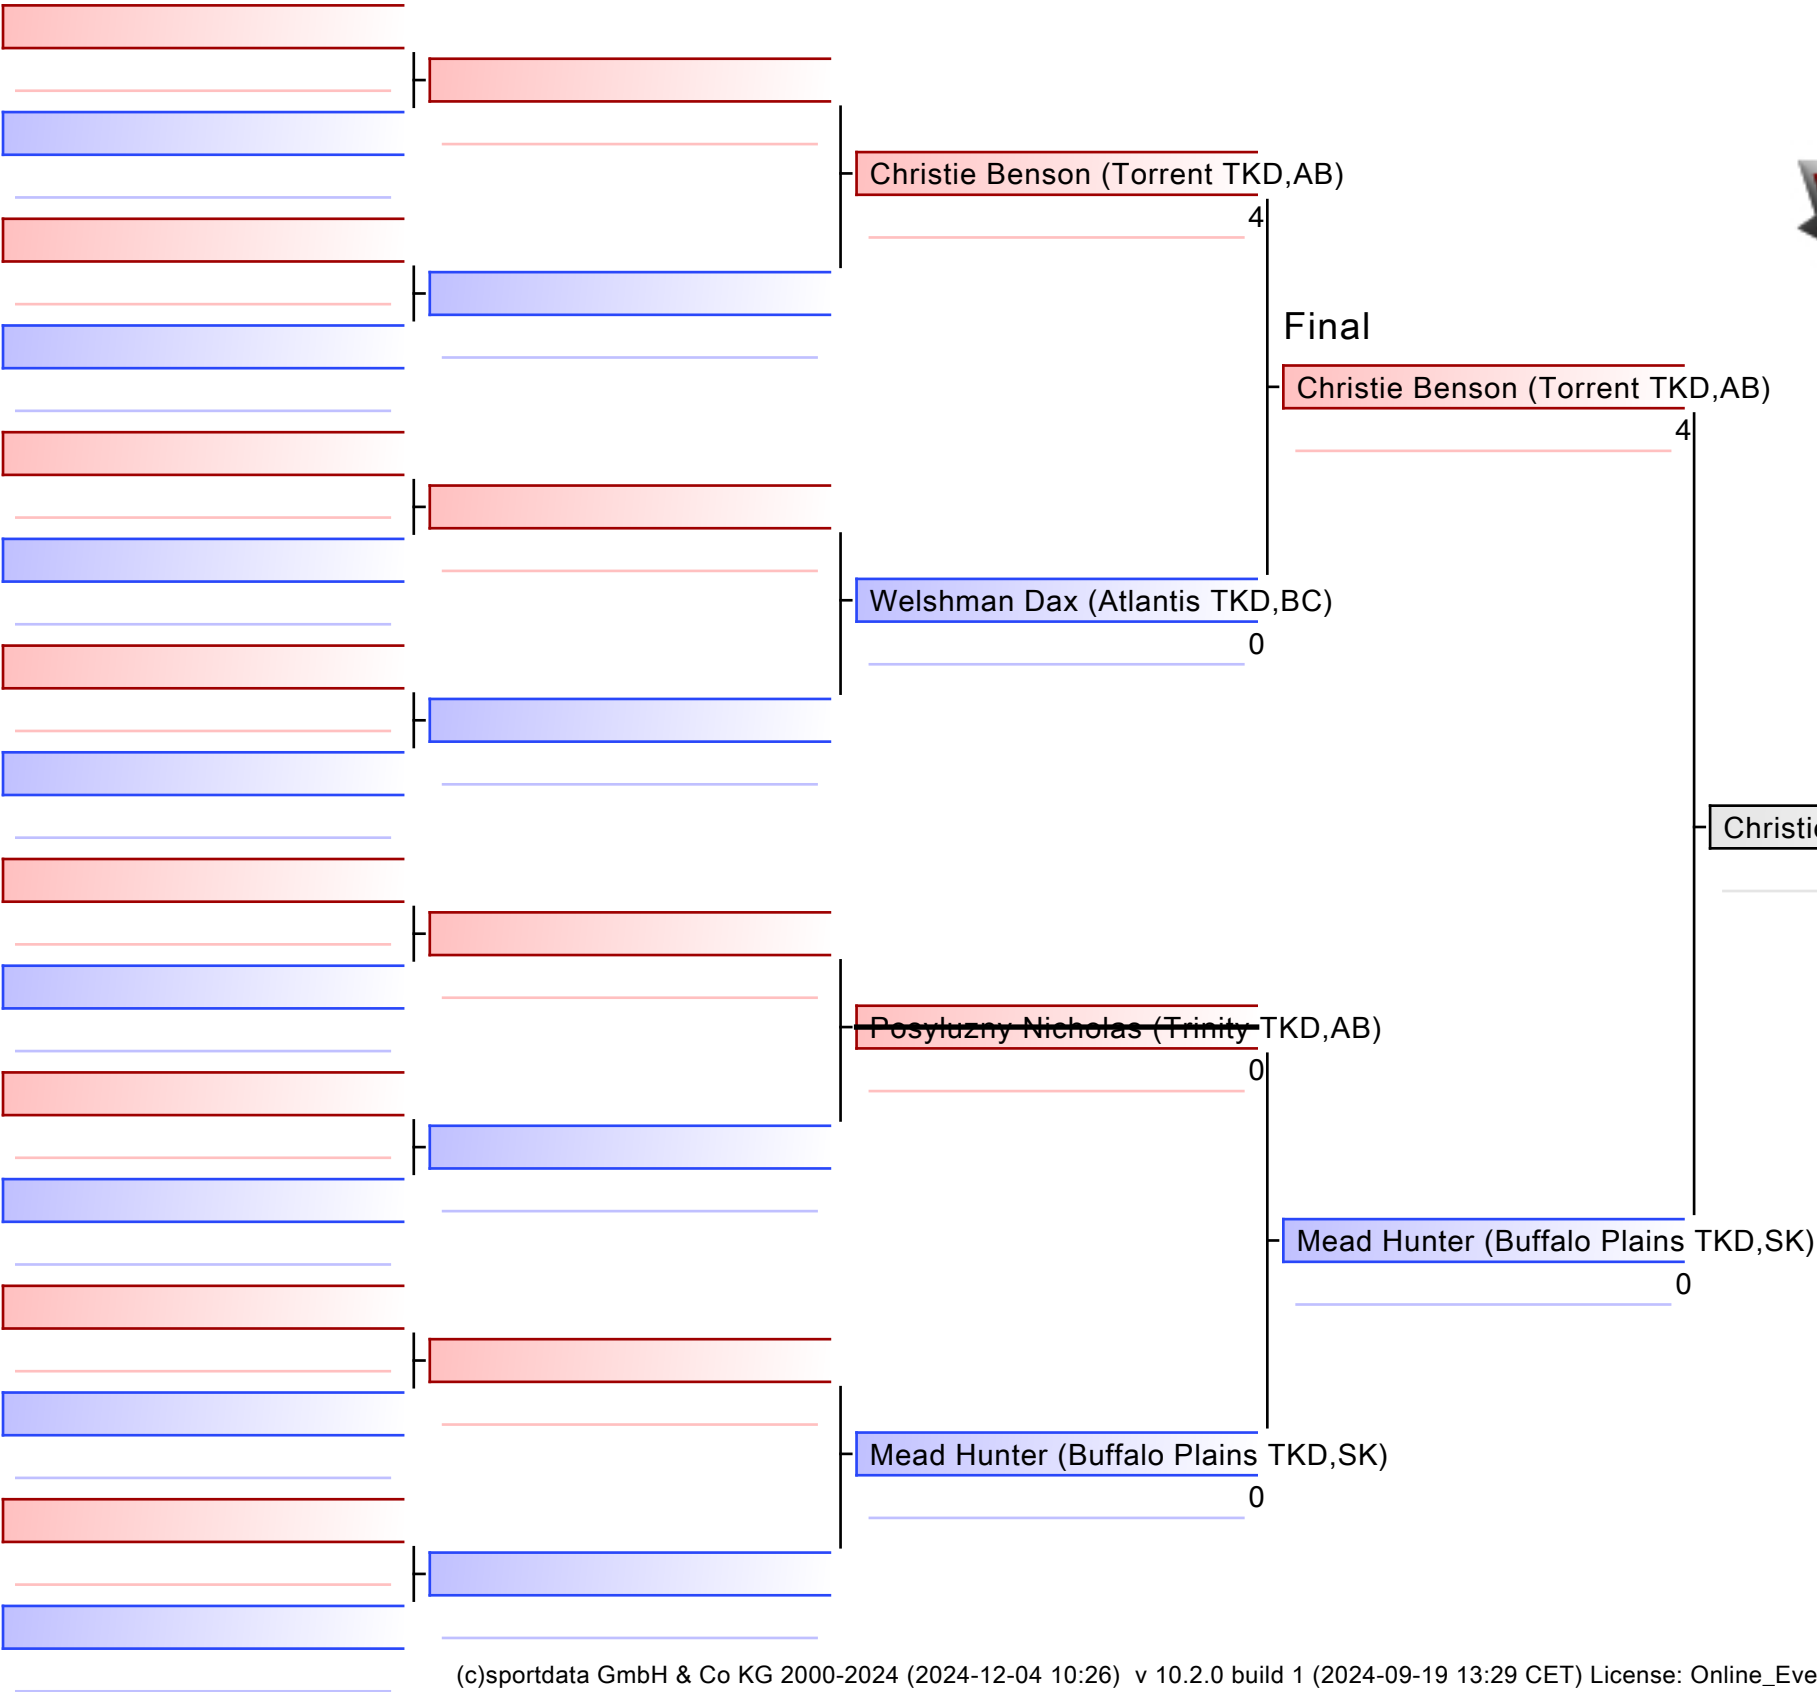 Christie Benson (Torrent TKD,AB)
4
Final
Christie Benson (Torrent TKD,AB)
4
Welshman Dax (Atlantis TKD,BC)
0
Christie
Posyluzny Nicholas (Trinity TKD,AB)
0
Mead Hunter (Buffalo Plains TKD,SK)
0
Mead Hunter (Buffalo Plains TKD,SK)
0
(c)sportdata GmbH & Co KG 2000-2024 (2024-12-04 10:26) v 10.2.0 build 1 (2024-09-19 13:29 CET) License: Online_Eve